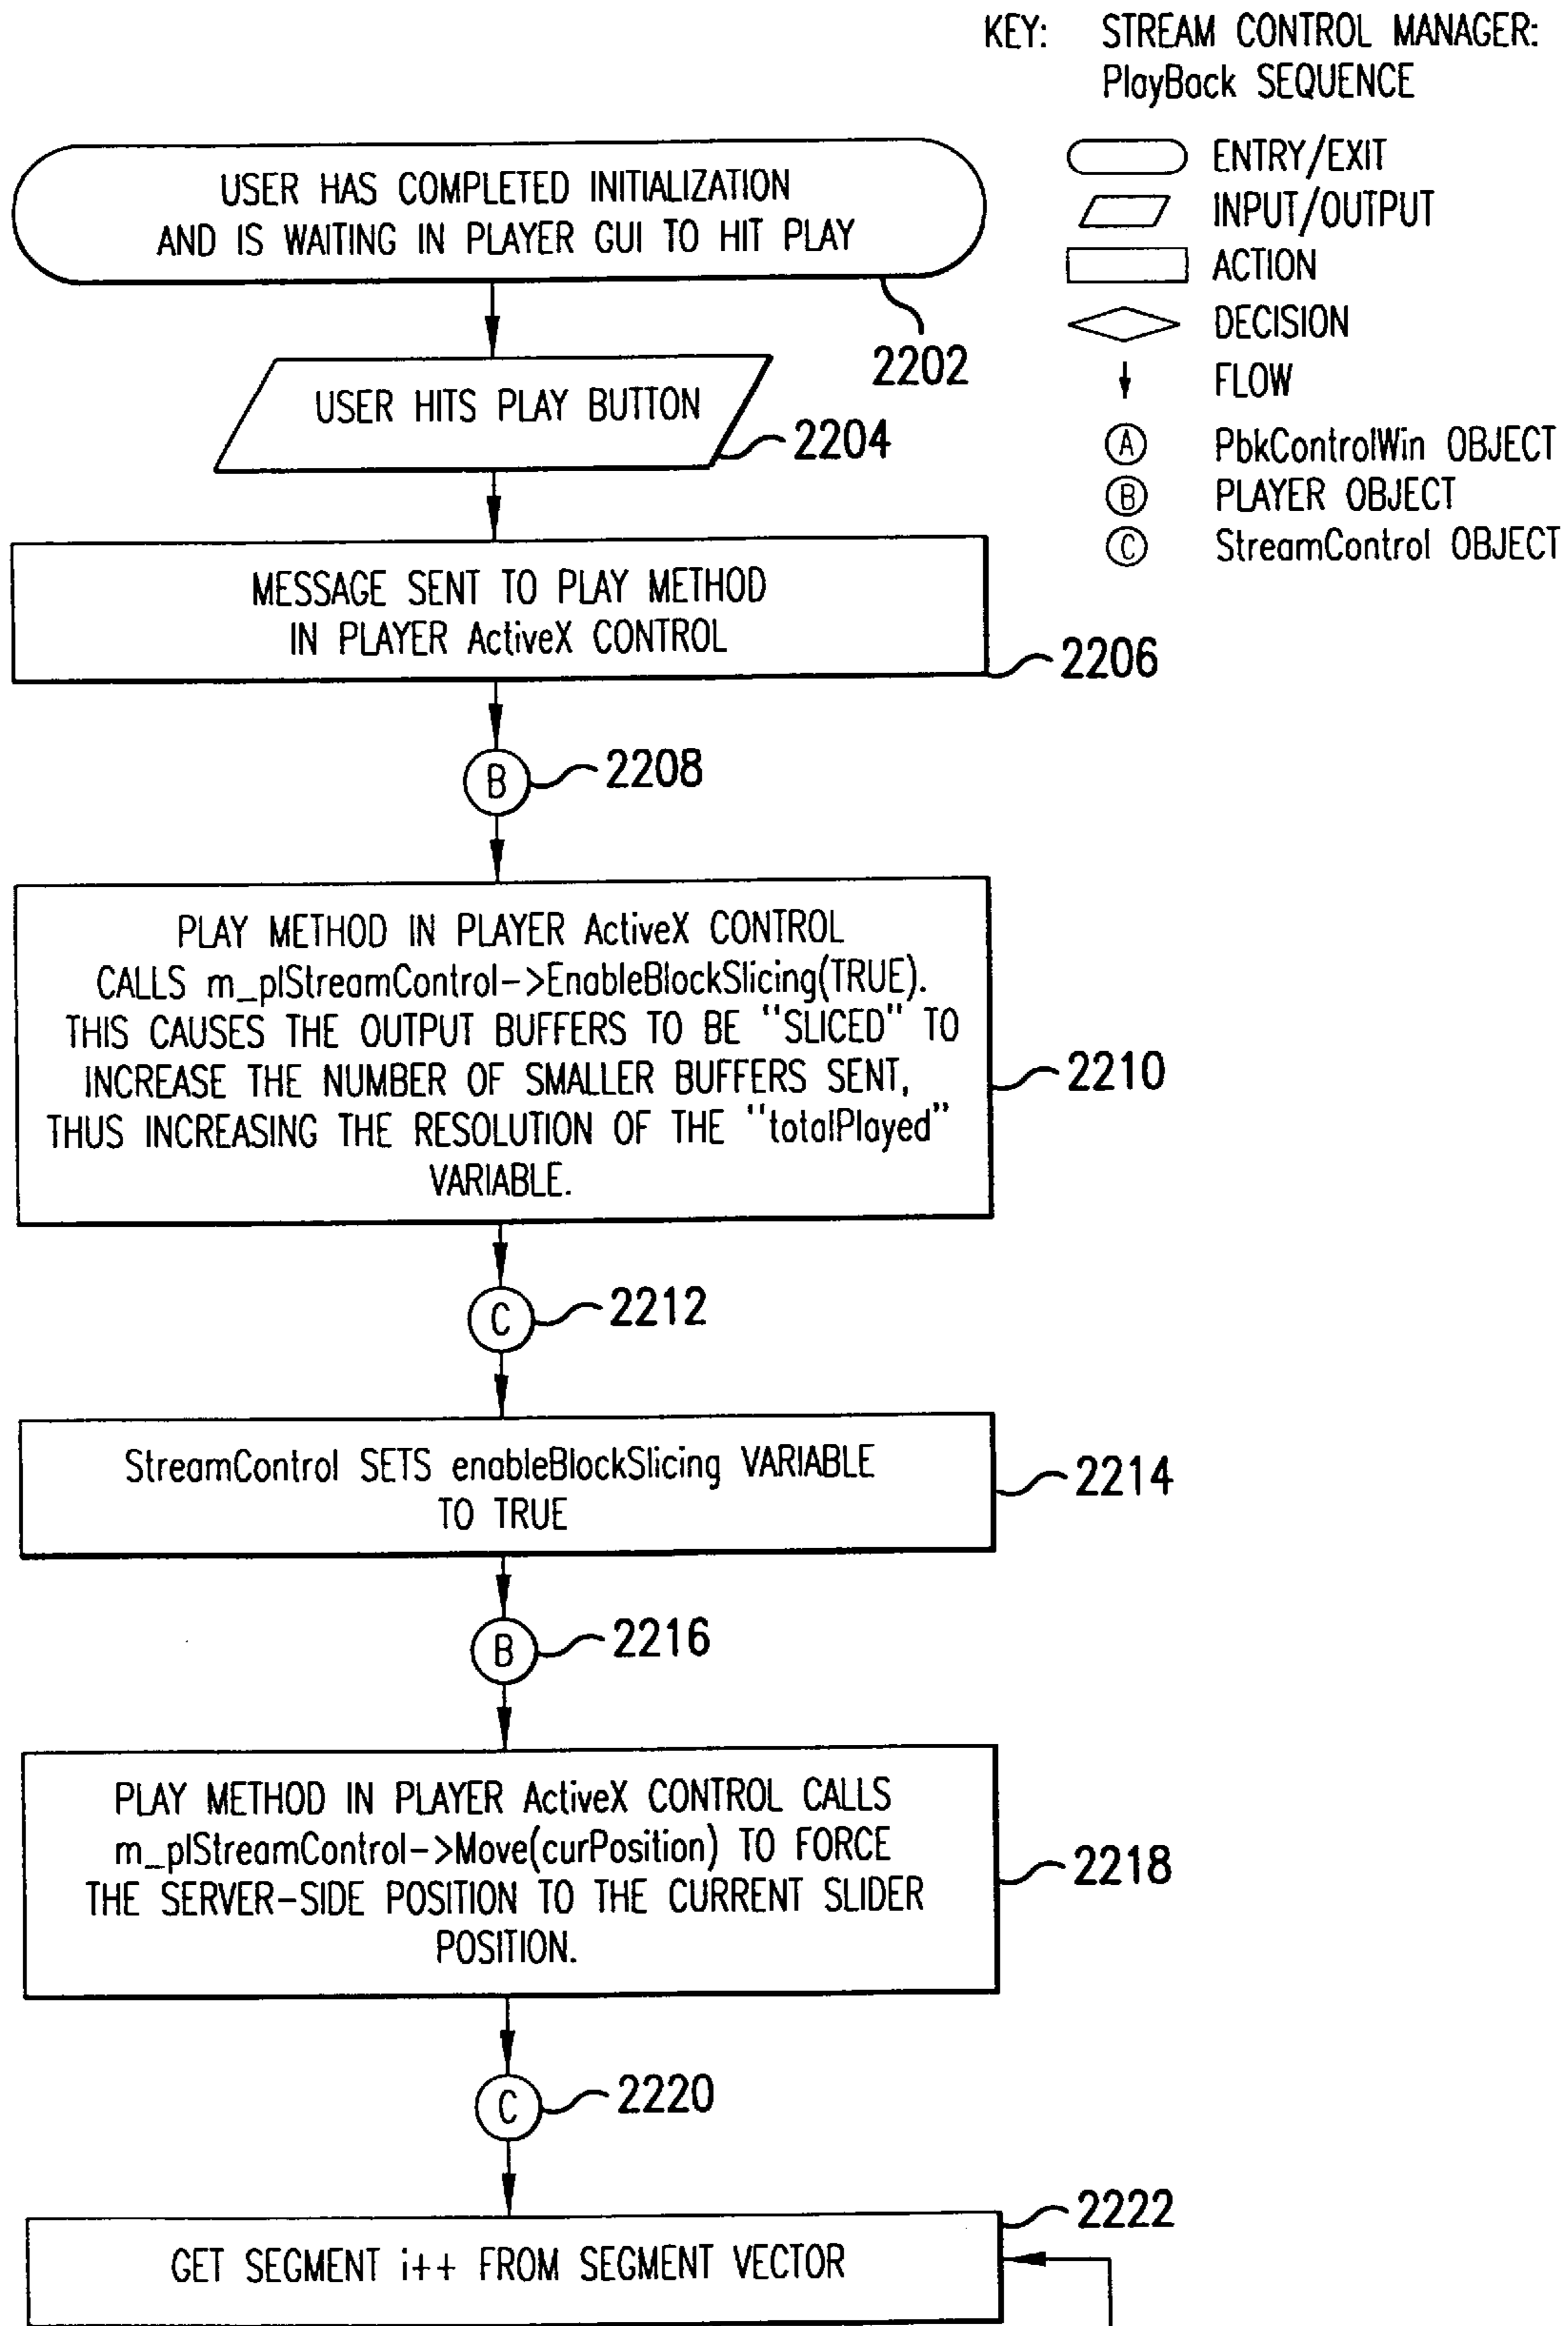 KEY: STREAM CONTROL MANAGER:
PlayBack SEQUENCE
ENTRY/EXIT
INPUT/OUTPUT
ACTION
DECISION
FLOW
A PbkControlWin OBJECT
B PLAYER OBJECT
C StreamControl OBJECT
USER HAS COMPLETED INITIALIZATION
AND IS WAITING IN PLAYER GUI TO HIT PLAY
2202
USER HITS PLAY BUTTON
2204
MESSAGE SENT TO PLAY METHOD
IN PLAYER ActiveX CONTROL
2206
B
2208
PLAY METHOD IN PLAYER ActiveX CONTROL
CALLS m_plStreamControl->EnableBlockSlicing(TRUE).
THIS CAUSES THE OUTPUT BUFFERS TO BE "SLICED" TO
INCREASE THE NUMBER OF SMALLER BUFFERS SENT,
THUS INCREASING THE RESOLUTION OF THE "totalPlayed"
VARIABLE.
2210
C
2212
StreamControl SETS enableBlockSlicing VARIABLE
TO TRUE
2214
B
2216
PLAY METHOD IN PLAYER ActiveX CONTROL CALLS
m_plStreamControl->Move(curPosition) TO FORCE
THE SERVER-SIDE POSITION TO THE CURRENT SLIDER
POSITION.
2218
C
2220
2222
GET SEGMENT i++ FROM SEGMENT VECTOR